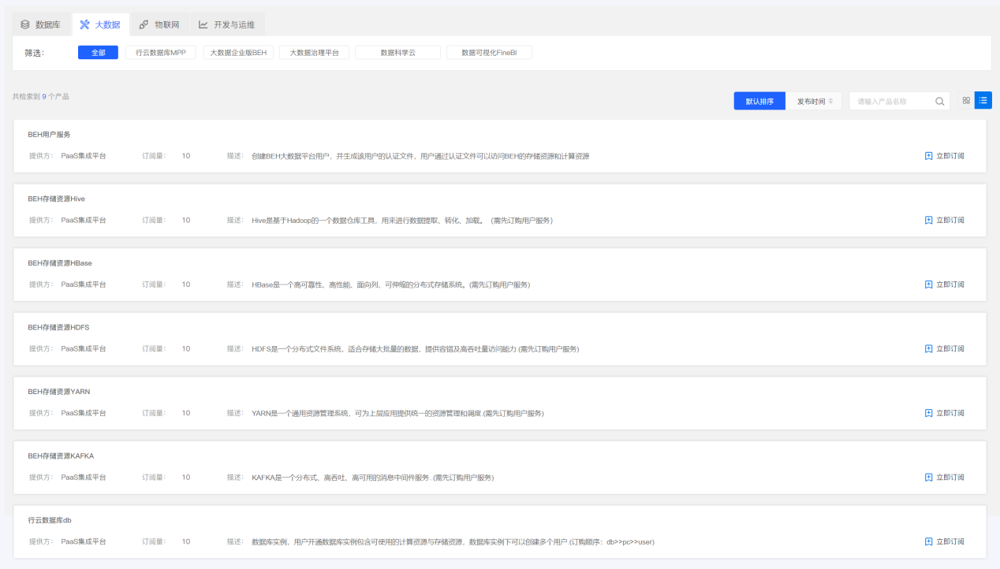 数据库 大数据 物联网 开发与运维
筛选： 全部 行云数据库MPP 大数据企业版BEH 大数据治理平台 数据科学云 数据可视化FineBI
共检索到 9 个产品
默认排序 发布时间 请输入产品名称
BEH用户服务
提供方： PaaS集成平台 订阅量： 10 描述： 创建BEH大数据平台用户，并生成该用户的认证文件，用户通过认证文件可以访问BEH的存储资源和计算资源 立即订阅
BEH存储资源Hive
提供方： PaaS集成平台 订阅量： 10 描述： Hive是基于Hadoop的一个数据仓库工具，用来进行数据提取、转化、加载。（需先订购用户服务） 立即订阅
BEH存储资源HBase
提供方： PaaS集成平台 订阅量： 10 描述： HBase是一个高可靠性、高性能、面向列、可伸缩的分布式存储系统。(需先订购用户服务) 立即订阅
BEH存储资源HDFS
提供方： PaaS集成平台 订阅量： 10 描述： HDFS是一个分布式文件系统，适合存储大批量的数据，提供容错及高吞吐量访问能力.(需先订购用户服务) 立即订阅
BEH存储资源YARN
提供方： PaaS集成平台 订阅量： 10 描述： YARN是一个通用资源管理系统，可为上层应用提供统一的资源管理和调度.(需先订购用户服务) 立即订阅
BEH存储资源KAFKA
提供方： PaaS集成平台 订阅量： 10 描述： KAFKA是一个分布式、高吞吐、高可用的消息中间件服务..(需先订购用户服务) 立即订阅
行云数据库db
提供方： PaaS集成平台 订阅量： 10 描述： 数据库实例，用户开通数据库实例包含可使用的计算资源与存储资源，数据库实例下可以创建多个用户.(订购顺序：db>>pc>>user) 立即订阅